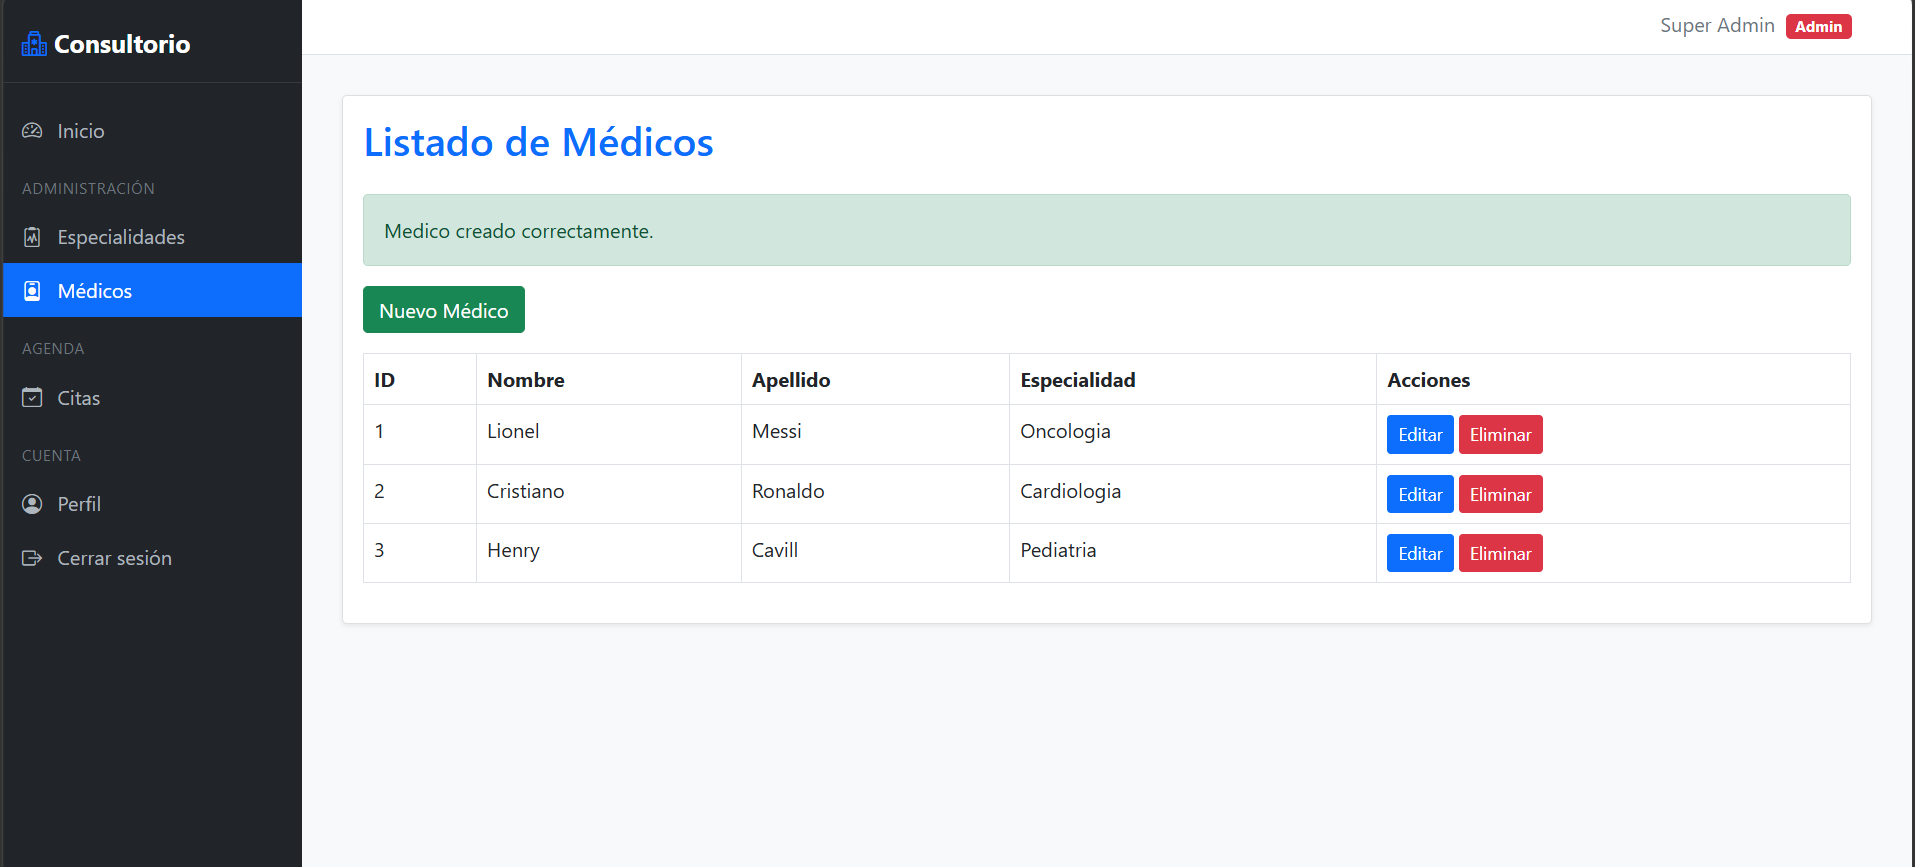 Consultorio
Super Admin Admin
Inicio
ADMINISTRACIÓN
Especialidades
Médicos
AGENDA
Citas
CUENTA
Perfil
Cerrar sesión
Listado de Médicos
Medico creado correctamente.
Nuevo Médico
ID Nombre Apellido Especialidad Acciones
1 Lionel Messi Oncologia Editar Eliminar
2 Cristiano Ronaldo Cardiologia Editar Eliminar
3 Henry Cavill Pediatria Editar Eliminar